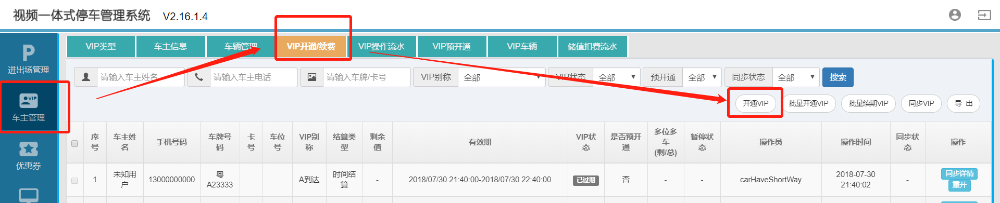 视频一体式停车管理系统 V2.16.1.4
P
进出场管理
VIP
车主管理
优惠券
VIP类型 车主信息 车辆管理 VIP开通/续费 VIP操作流水 VIP预开通 VIP车辆 储值扣费流水
请输入车主姓名 请输入车主电话 请输入车牌/卡号 VIP别称 全部 VIP状态 全部 预开通 全部 同步状态 全部 搜索
开通VIP 批量开通VIP 批量续期VIP 同步VIP 导 出
序号 车主姓名 手机号码 车牌号码 卡号 车位号 VIP别称 结算类型 剩余值 有效期 VIP状态 是否预开通 多位多车(剩/总) 暂停状态 操作员 操作时间 同步状态 操作
1 未知用户 13000000000 粤A23333 A到达 时间结算 - 2018/07/30 21:40:00-2018/07/30 22:40:00 已过期 否 - - carHaveShortWay 2018-07-30 21:40:02 - 同步详情 重开